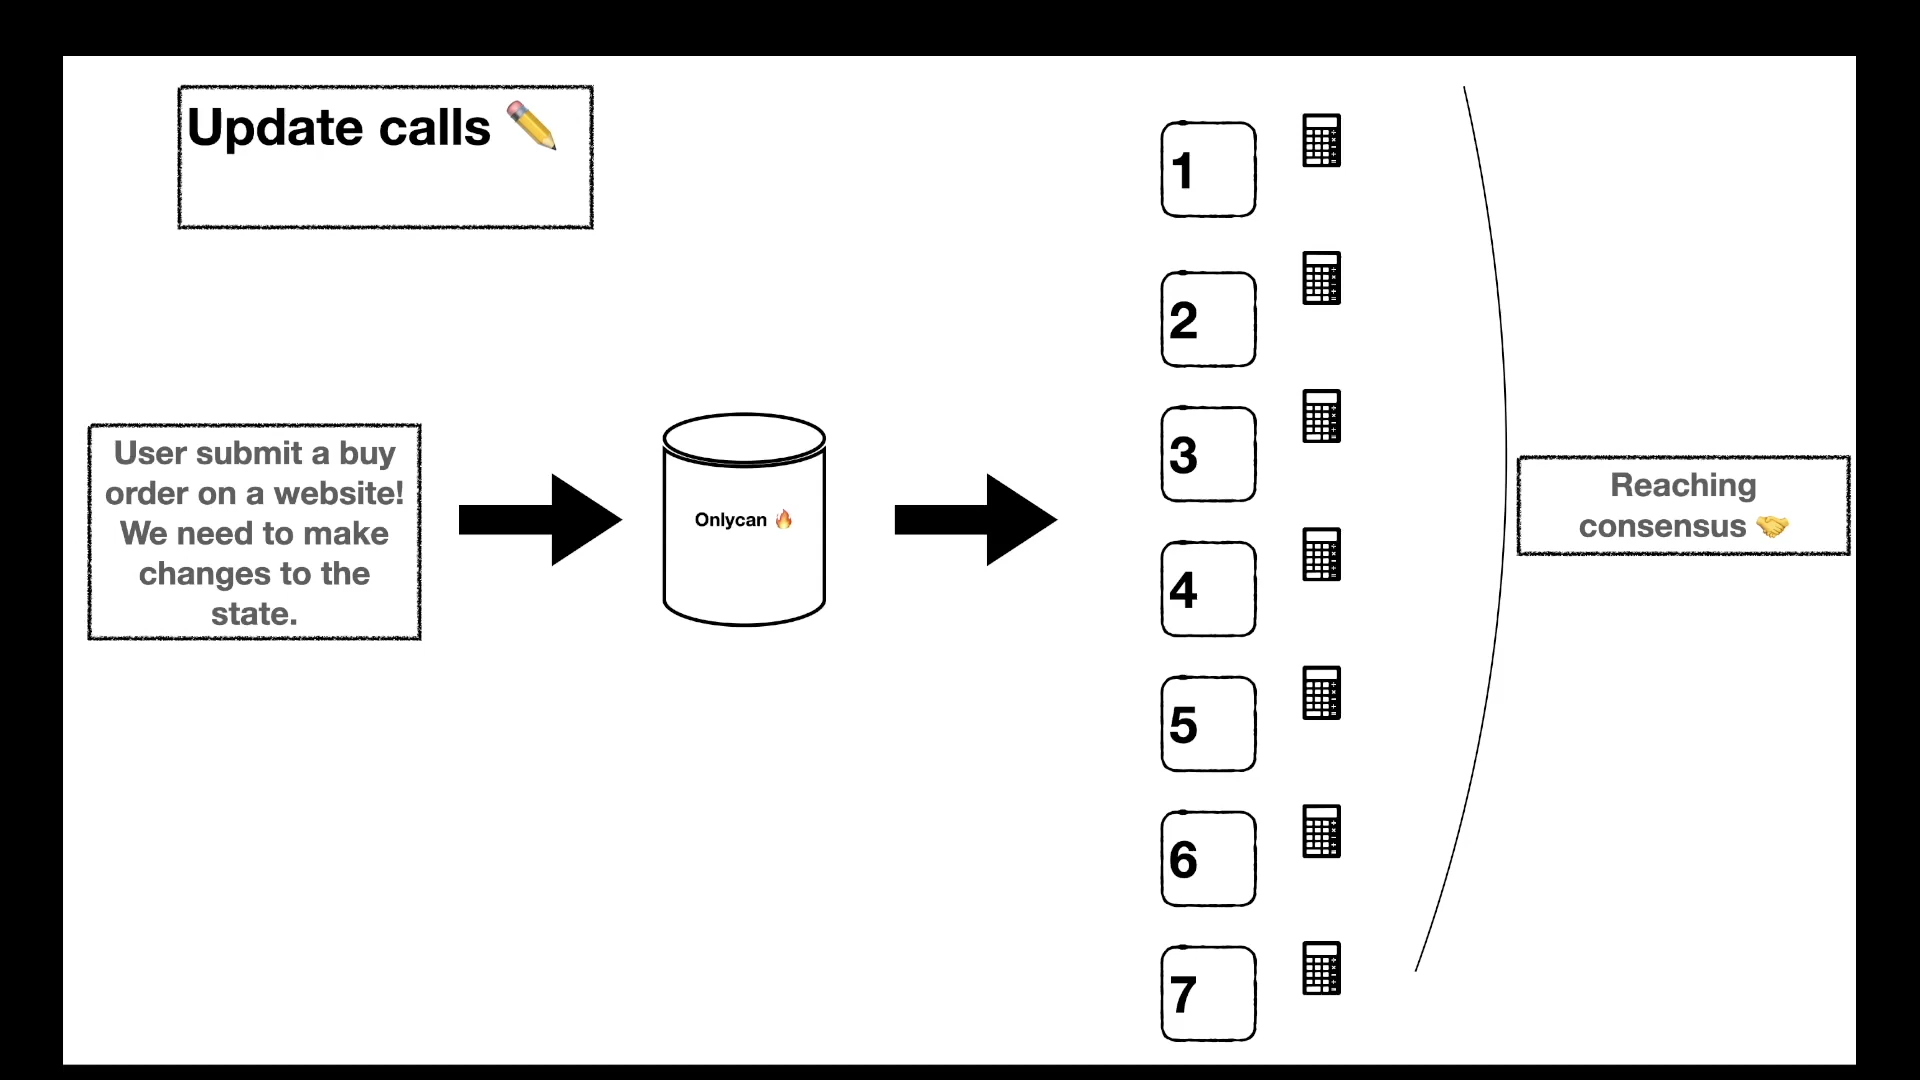 Update calls ✏️
User submit a buy
order on a website!
We need to make
changes to the
state.
Onlycan 🔥
1
2
3
4
5
6
7
Reaching
consensus 🤝